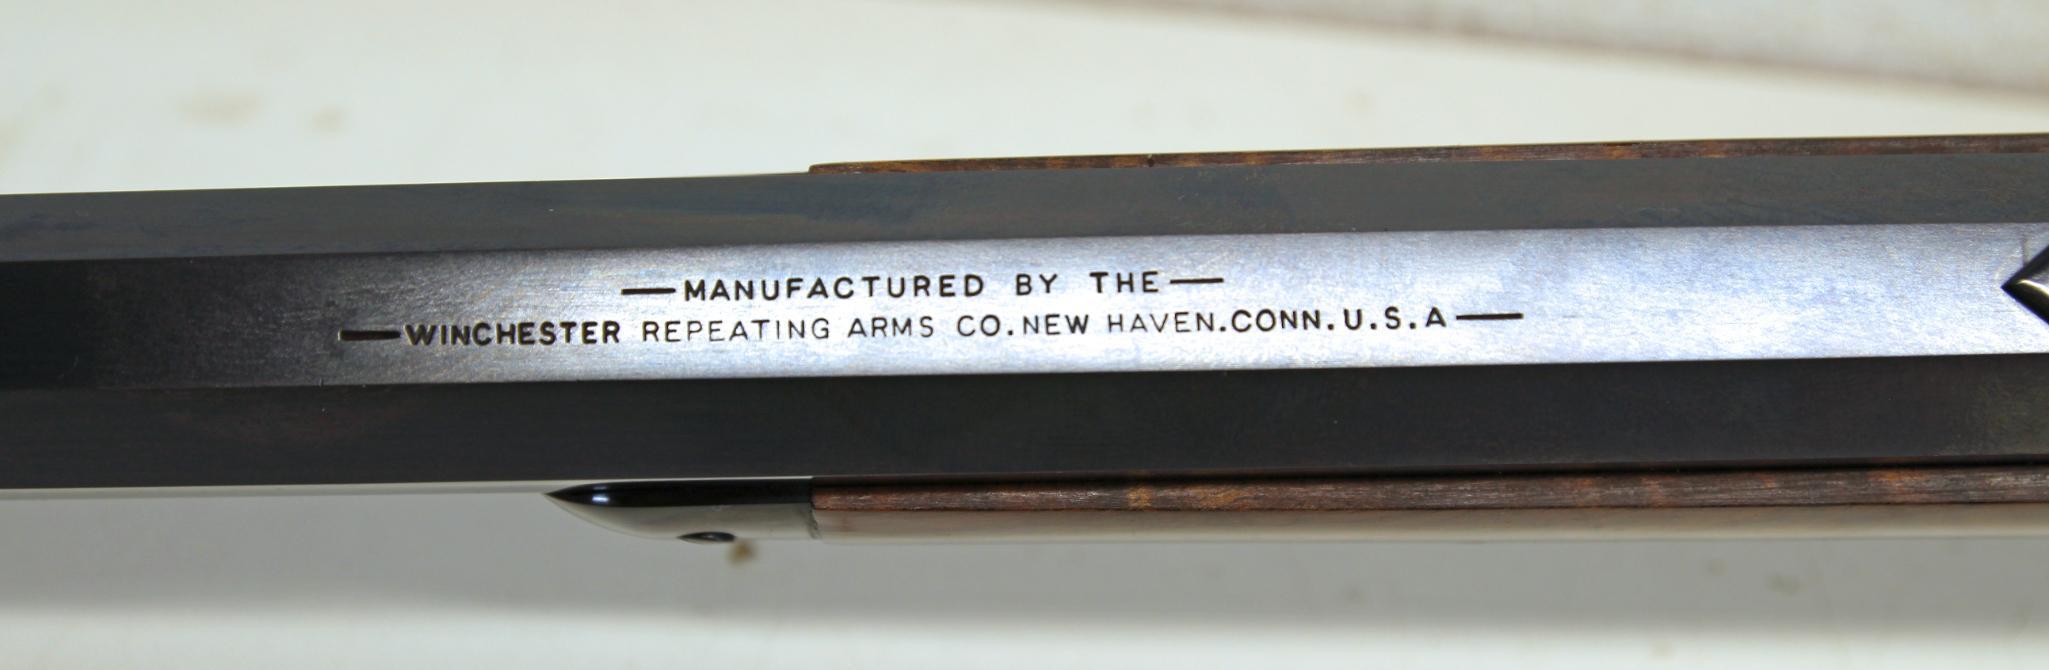 —MANUFACTURED BY THE—
—WINCHESTER REPEATING ARMS CO.NEW HAVEN.CONN.U.S.A—